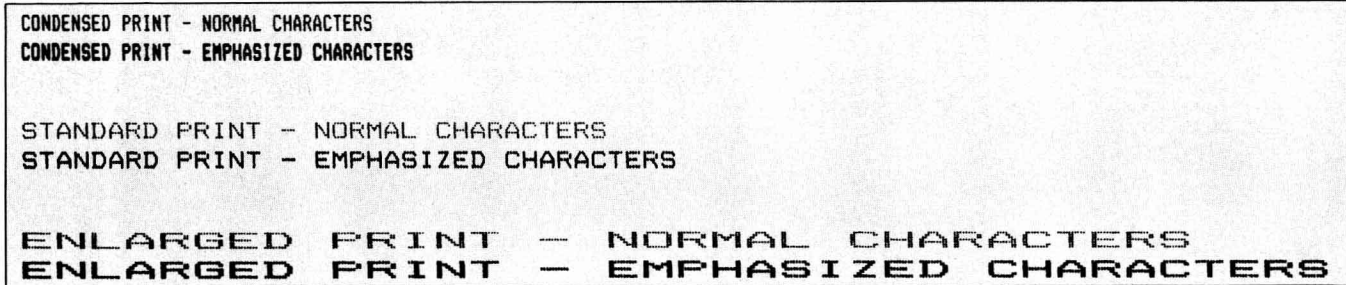 CONDENSED PRINT - NORMAL CHARACTERS
CONDENSED PRINT - EMPHASIZED CHARACTERS
STANDARD PRINT - NORMAL CHARACTERS
STANDARD PRINT - EMPHASIZED CHARACTERS
ENLARGED PRINT - NORMAL CHARACTERS
ENLARGED PRINT - EMPHASIZED CHARACTERS